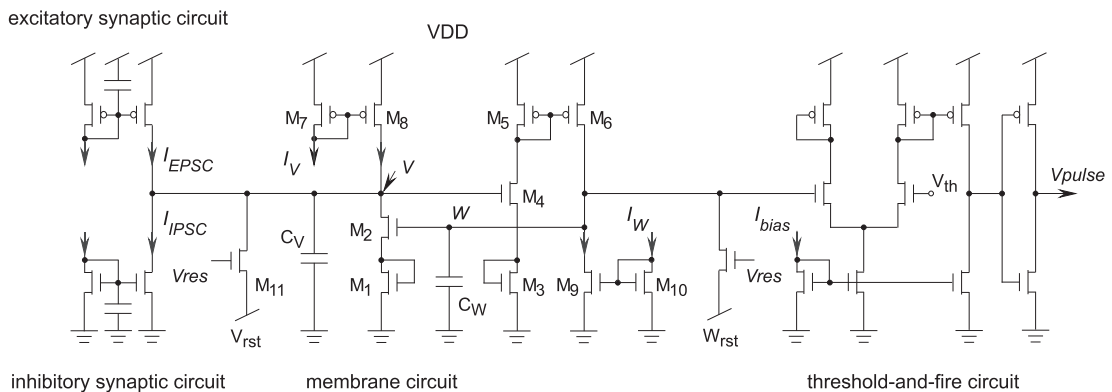 excitatory synaptic circuit
VDD
M7
M8
M5
M6
IEPSC
IV
V
Vpulse
M4
Vth
IIPSC
W
IW
Ibias
M2
CV
Vres
M11
M1
CW
M3
M9
M10
Vres
Vrst
Wrst
inhibitory synaptic circuit
membrane circuit
threshold-and-fire circuit